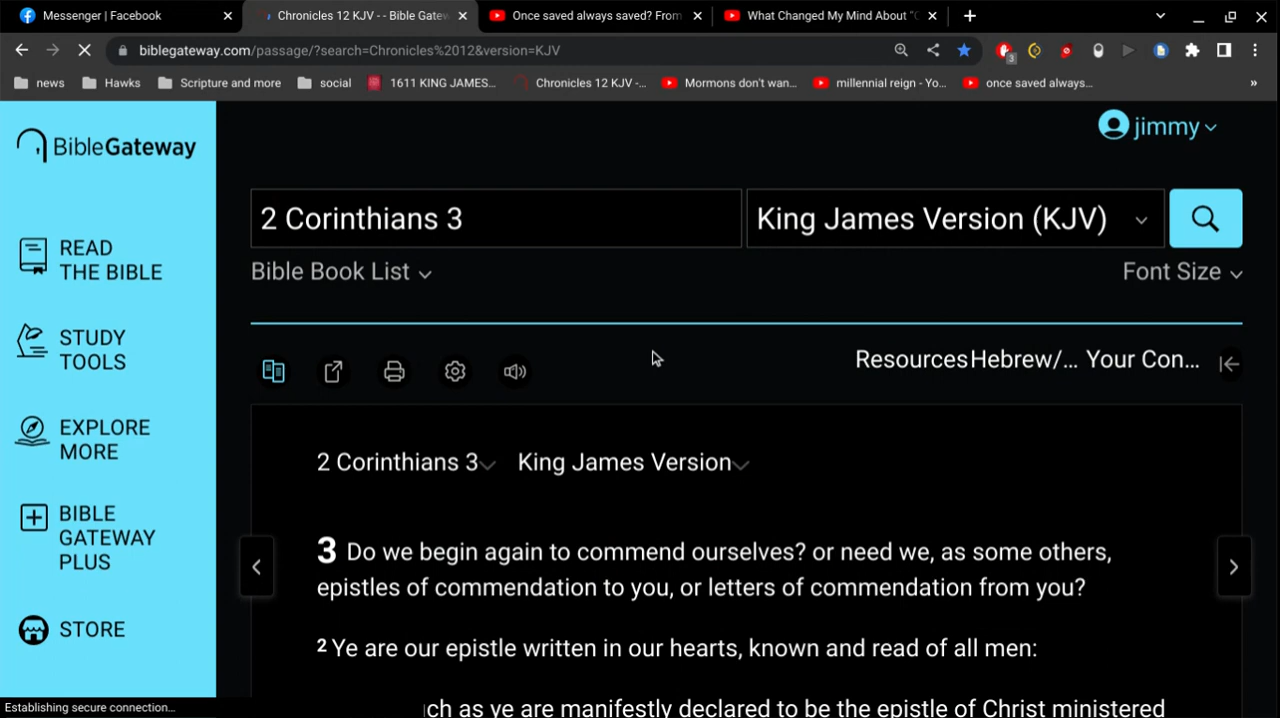 Messenger | Facebook
Chronicles 12 KJV - - Bible Gatew
Once saved always saved? From
What Changed My Mind About "
biblegateway.com/passage/?search=Chronicles%2012&version=KJV
3
news
Hawks
Scripture and more
social
1611 KING JAMES...
Chronicles 12 KJV -...
Mormons don't wan...
millennial reign - Yo...
once saved always...
»
BibleGateway
jimmy
2 Corinthians 3
King James Version (KJV)
Bible Book List
Font Size
READ
THE BIBLE
STUDY
TOOLS
EXPLORE
MORE
BIBLE
GATEWAY
PLUS
STORE
Resources Hebrew/... Your Con...
2 Corinthians 3
King James Version
3 Do we begin again to commend ourselves? or need we, as some others,
epistles of commendation to you, or letters of commendation from you?
2 Ye are our epistle written in our hearts, known and read of all men:
ch as ye are manifestly declared to be the epistle of Christ ministered
Establishing secure connection...